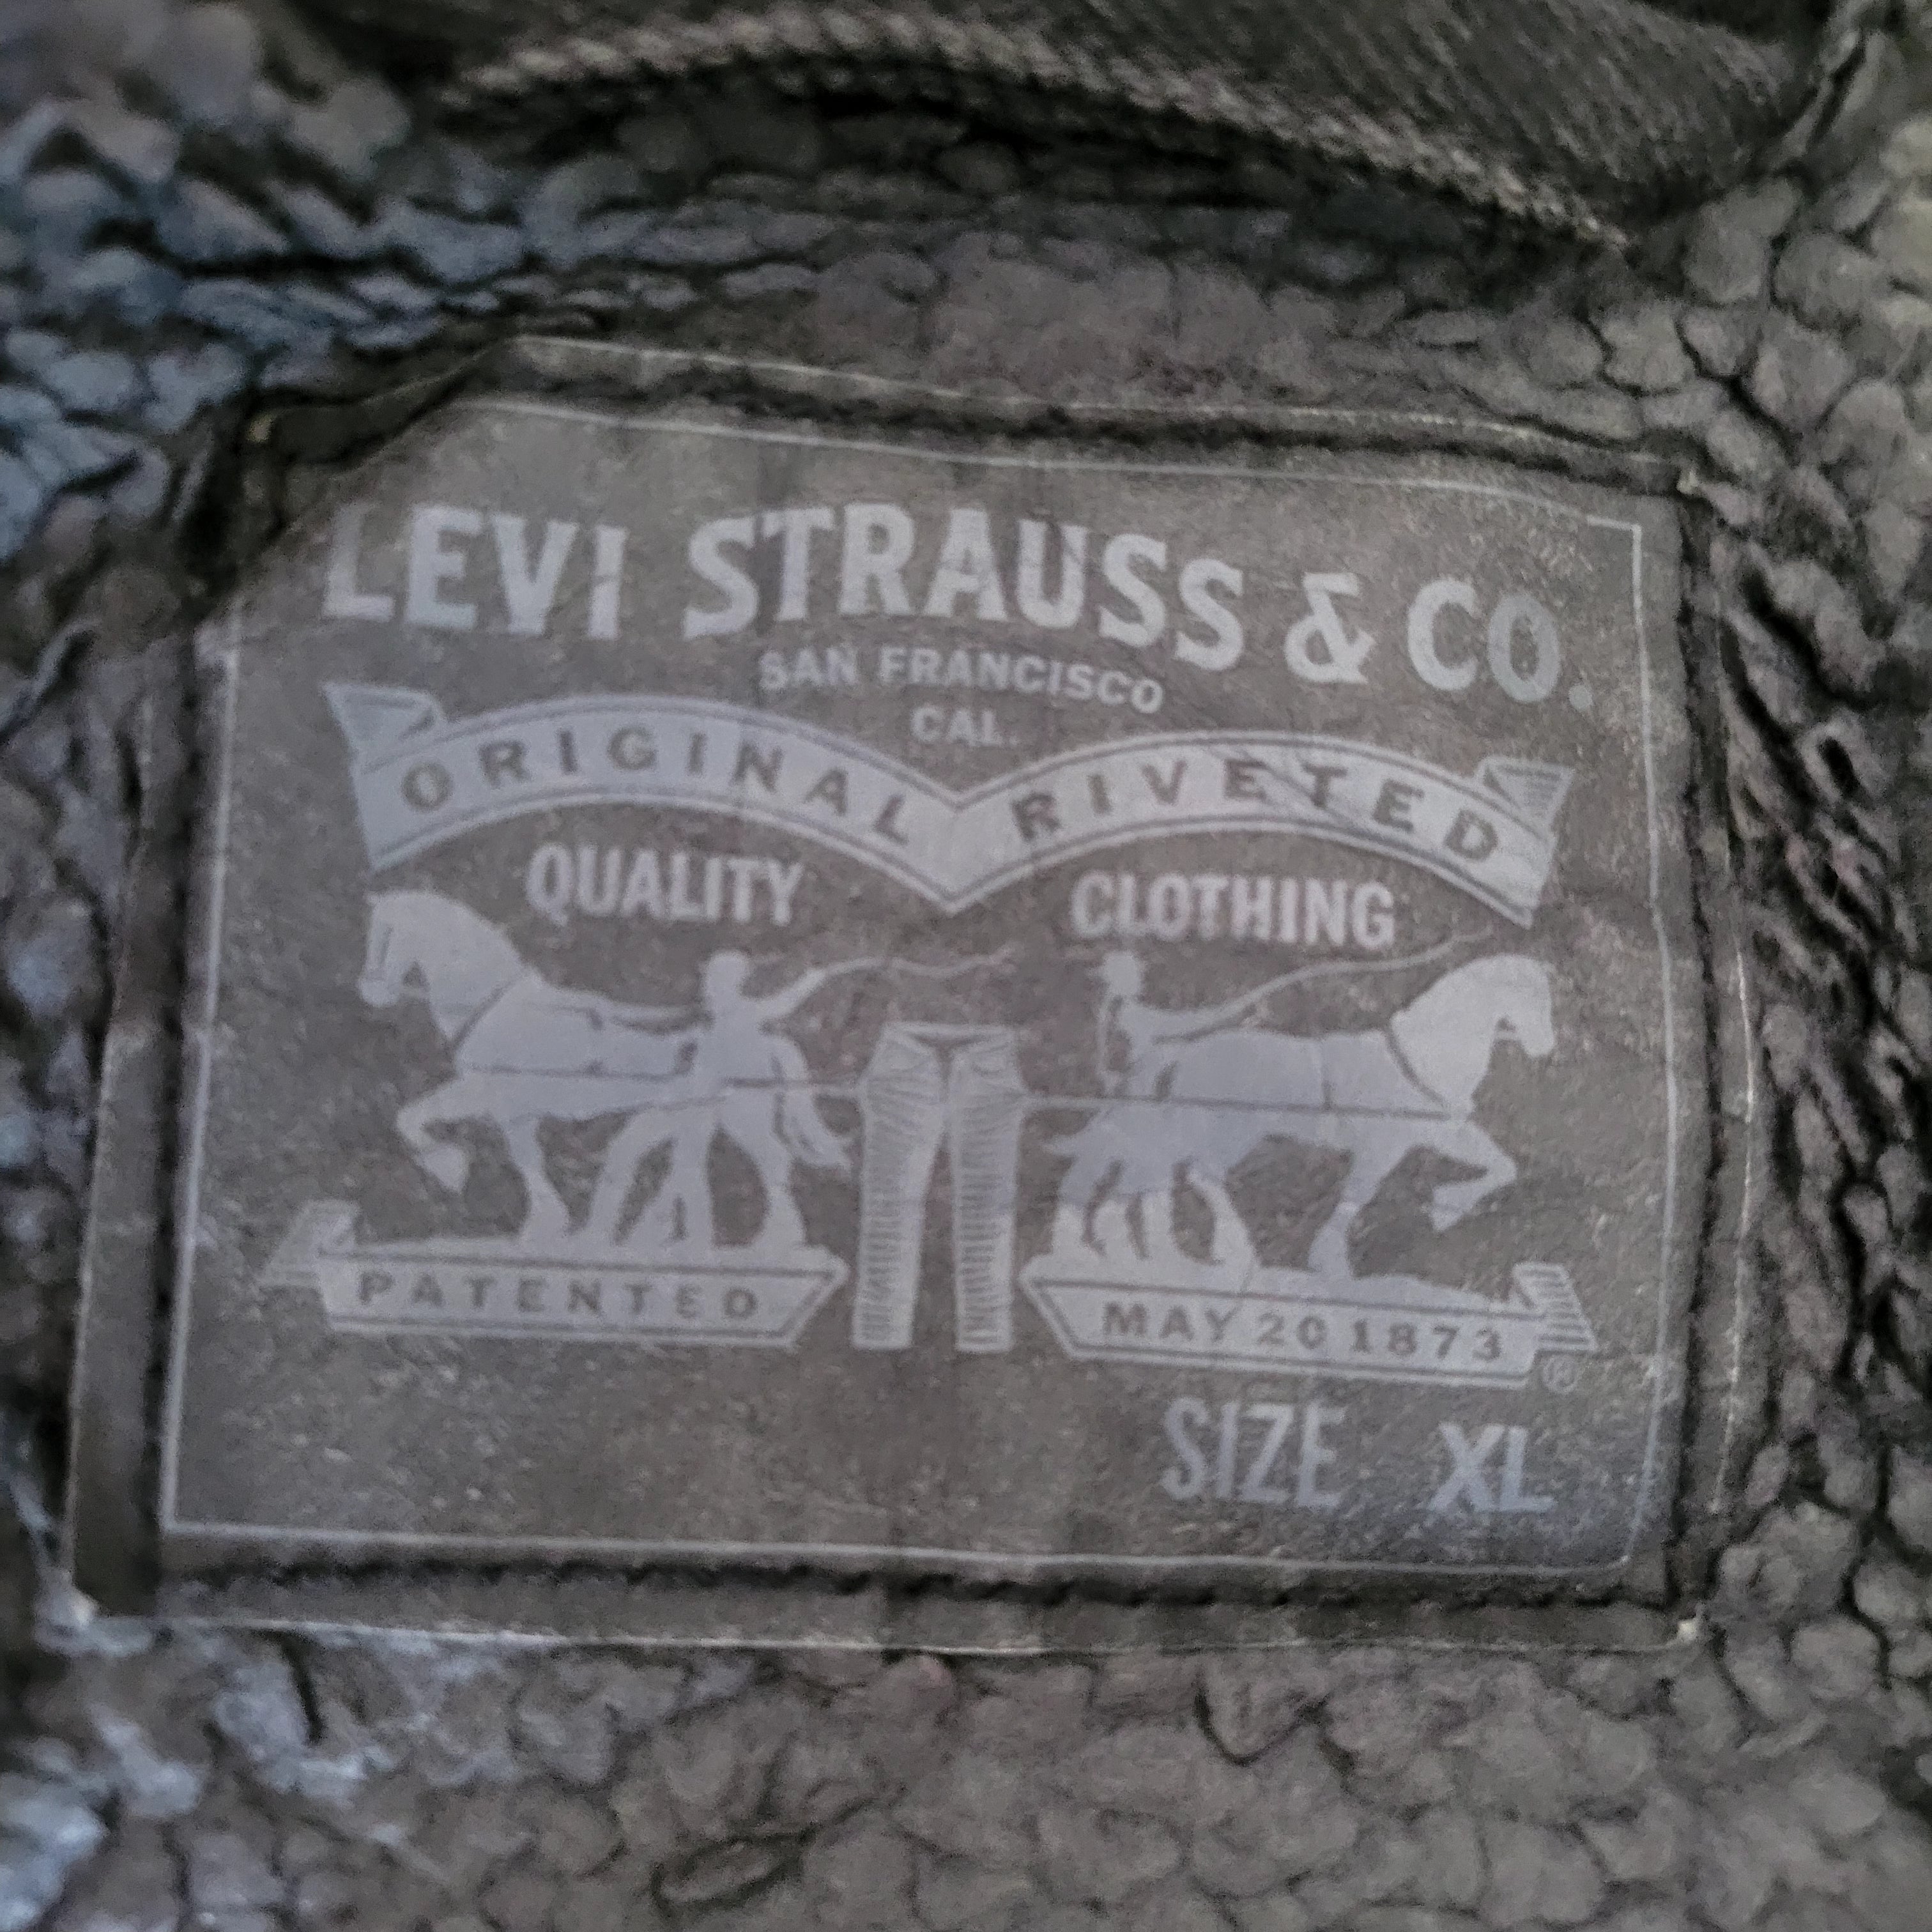 LEVI STRAUSS & CO.
SAN FRANCISCO
CAL.
ORIGINAL RIVETED
QUALITY CLOTHING
PATENTED MAY 20 1873
®
SIZE XL